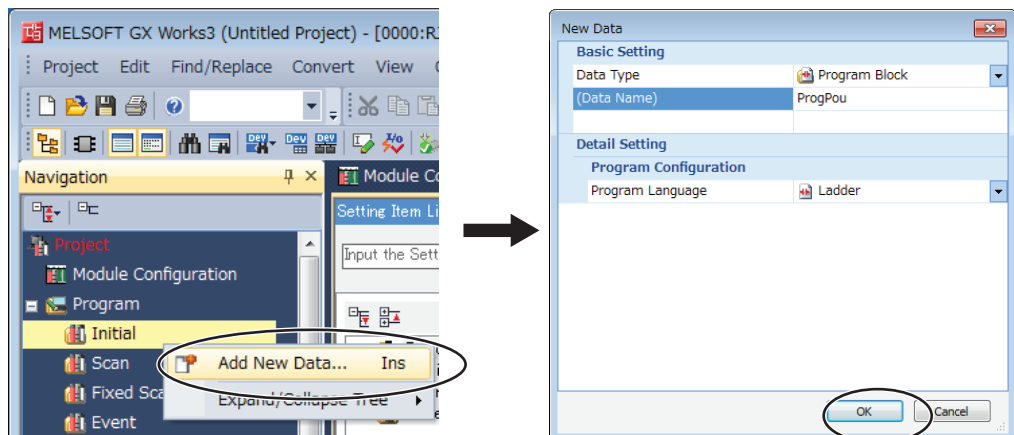 MELSOFT GX Works3 (Untitled Project) - [0000:R
Project Edit Find/Replace Convert View
Navigation
Module Co
Project
Module Configuration
Program
Initial
Scan
Fixed Sca
Event
Setting Item Li
Input the Sett
Add New Data... Ins
Expand/Collapse Tree
New Data
Basic Setting
Data Type Program Block
(Data Name) ProgPou
Detail Setting
Program Configuration
Program Language Ladder
OK Cancel